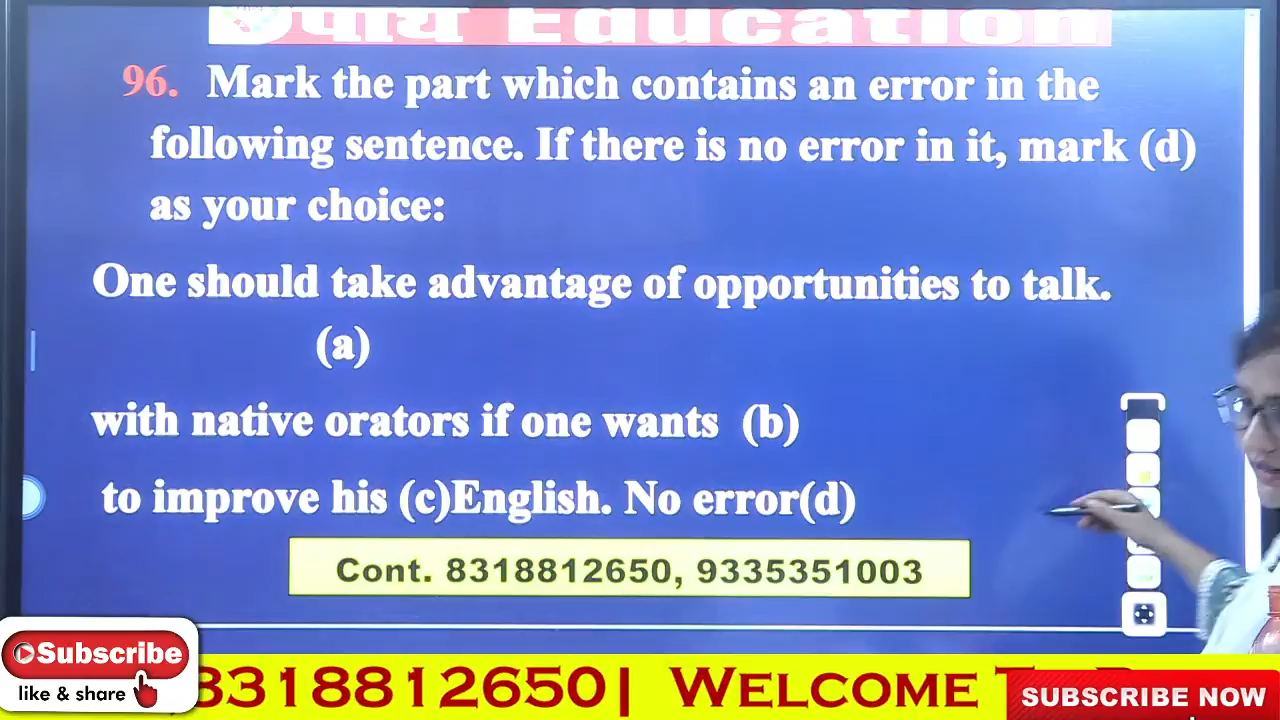 Education
96. Mark the part which contains an error in the
following sentence. If there is no error in it, mark (d)
as your choice:
One should take advantage of opportunities to talk.
(a)
with native orators if one wants (b)
to improve his (c)English. No error(d)
Cont. 8318812650, 9335351003
Subscribe
like & share
8318812650| WELCOME
SUBSCRIBE NOW